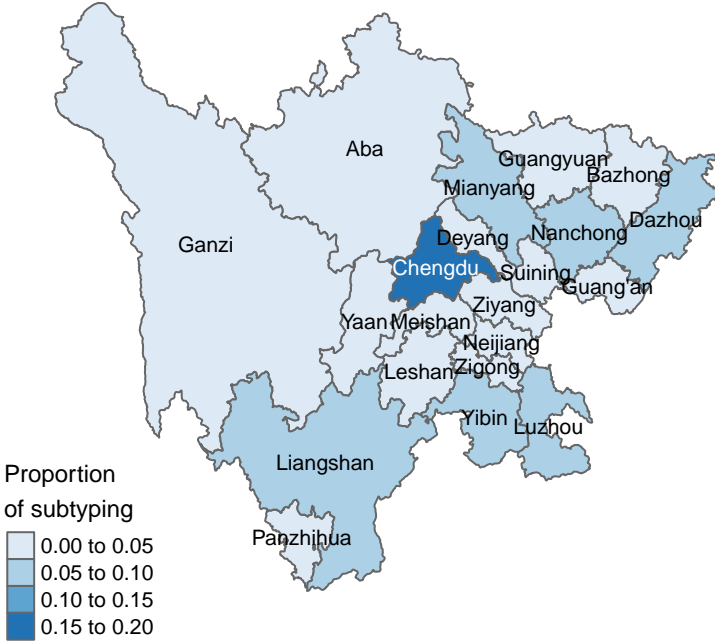 Aba
Guangyuan
Bazhong
Mianyang
Dazhou
Nanchong
Deyang
Ganzi
Chengdu
Suining
Guang'an
Ziyang
Yaan
Meishan
Neijiang
Zigong
Leshan
Yibin
Luzhou
Liangshan
Panzhihua
Proportion
of subtyping
0.00 to 0.05
0.05 to 0.10
0.10 to 0.15
0.15 to 0.20